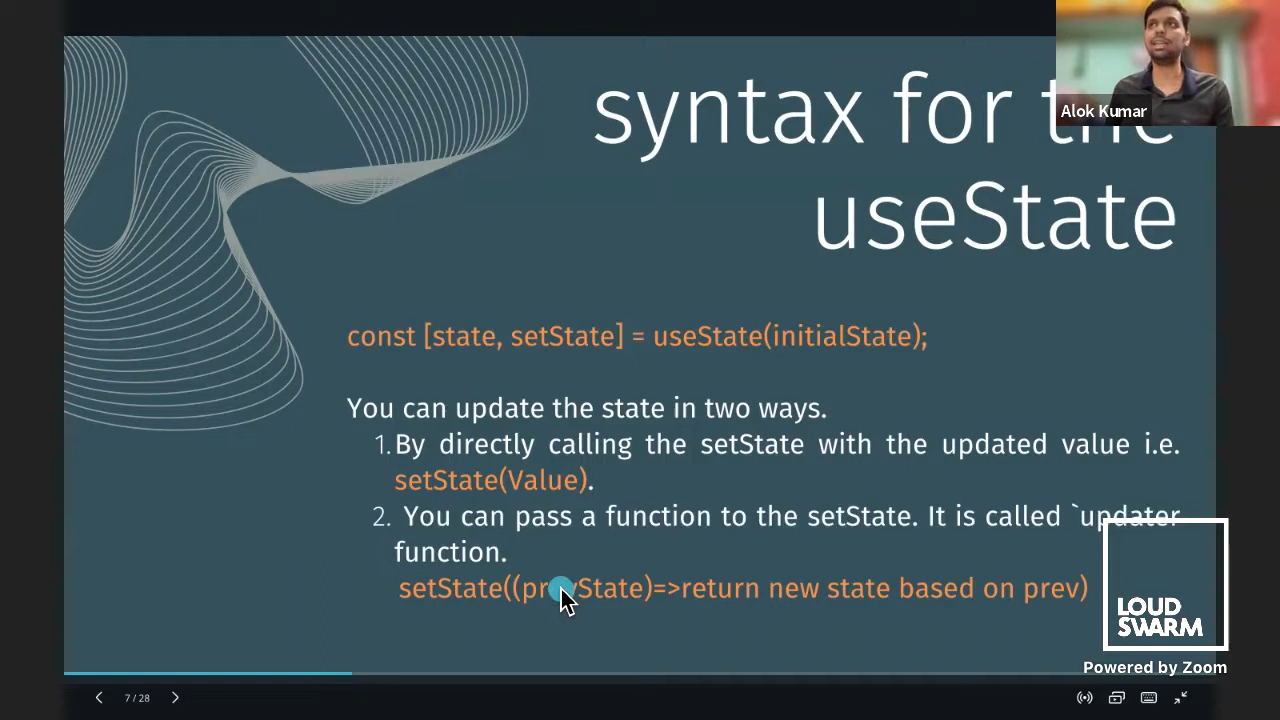 syntax for the
Alok Kumar
useState
const [state, setState] = useState(initialState);
You can update the state in two ways.
1. By directly calling the setState with the updated value i.e.
setState(Value).
2. You can pass a function to the setState. It is called `updater
function.
setState((prevState)=>return new state based on prev)
LOUD
SWARM
Powered by Zoom
7 / 28